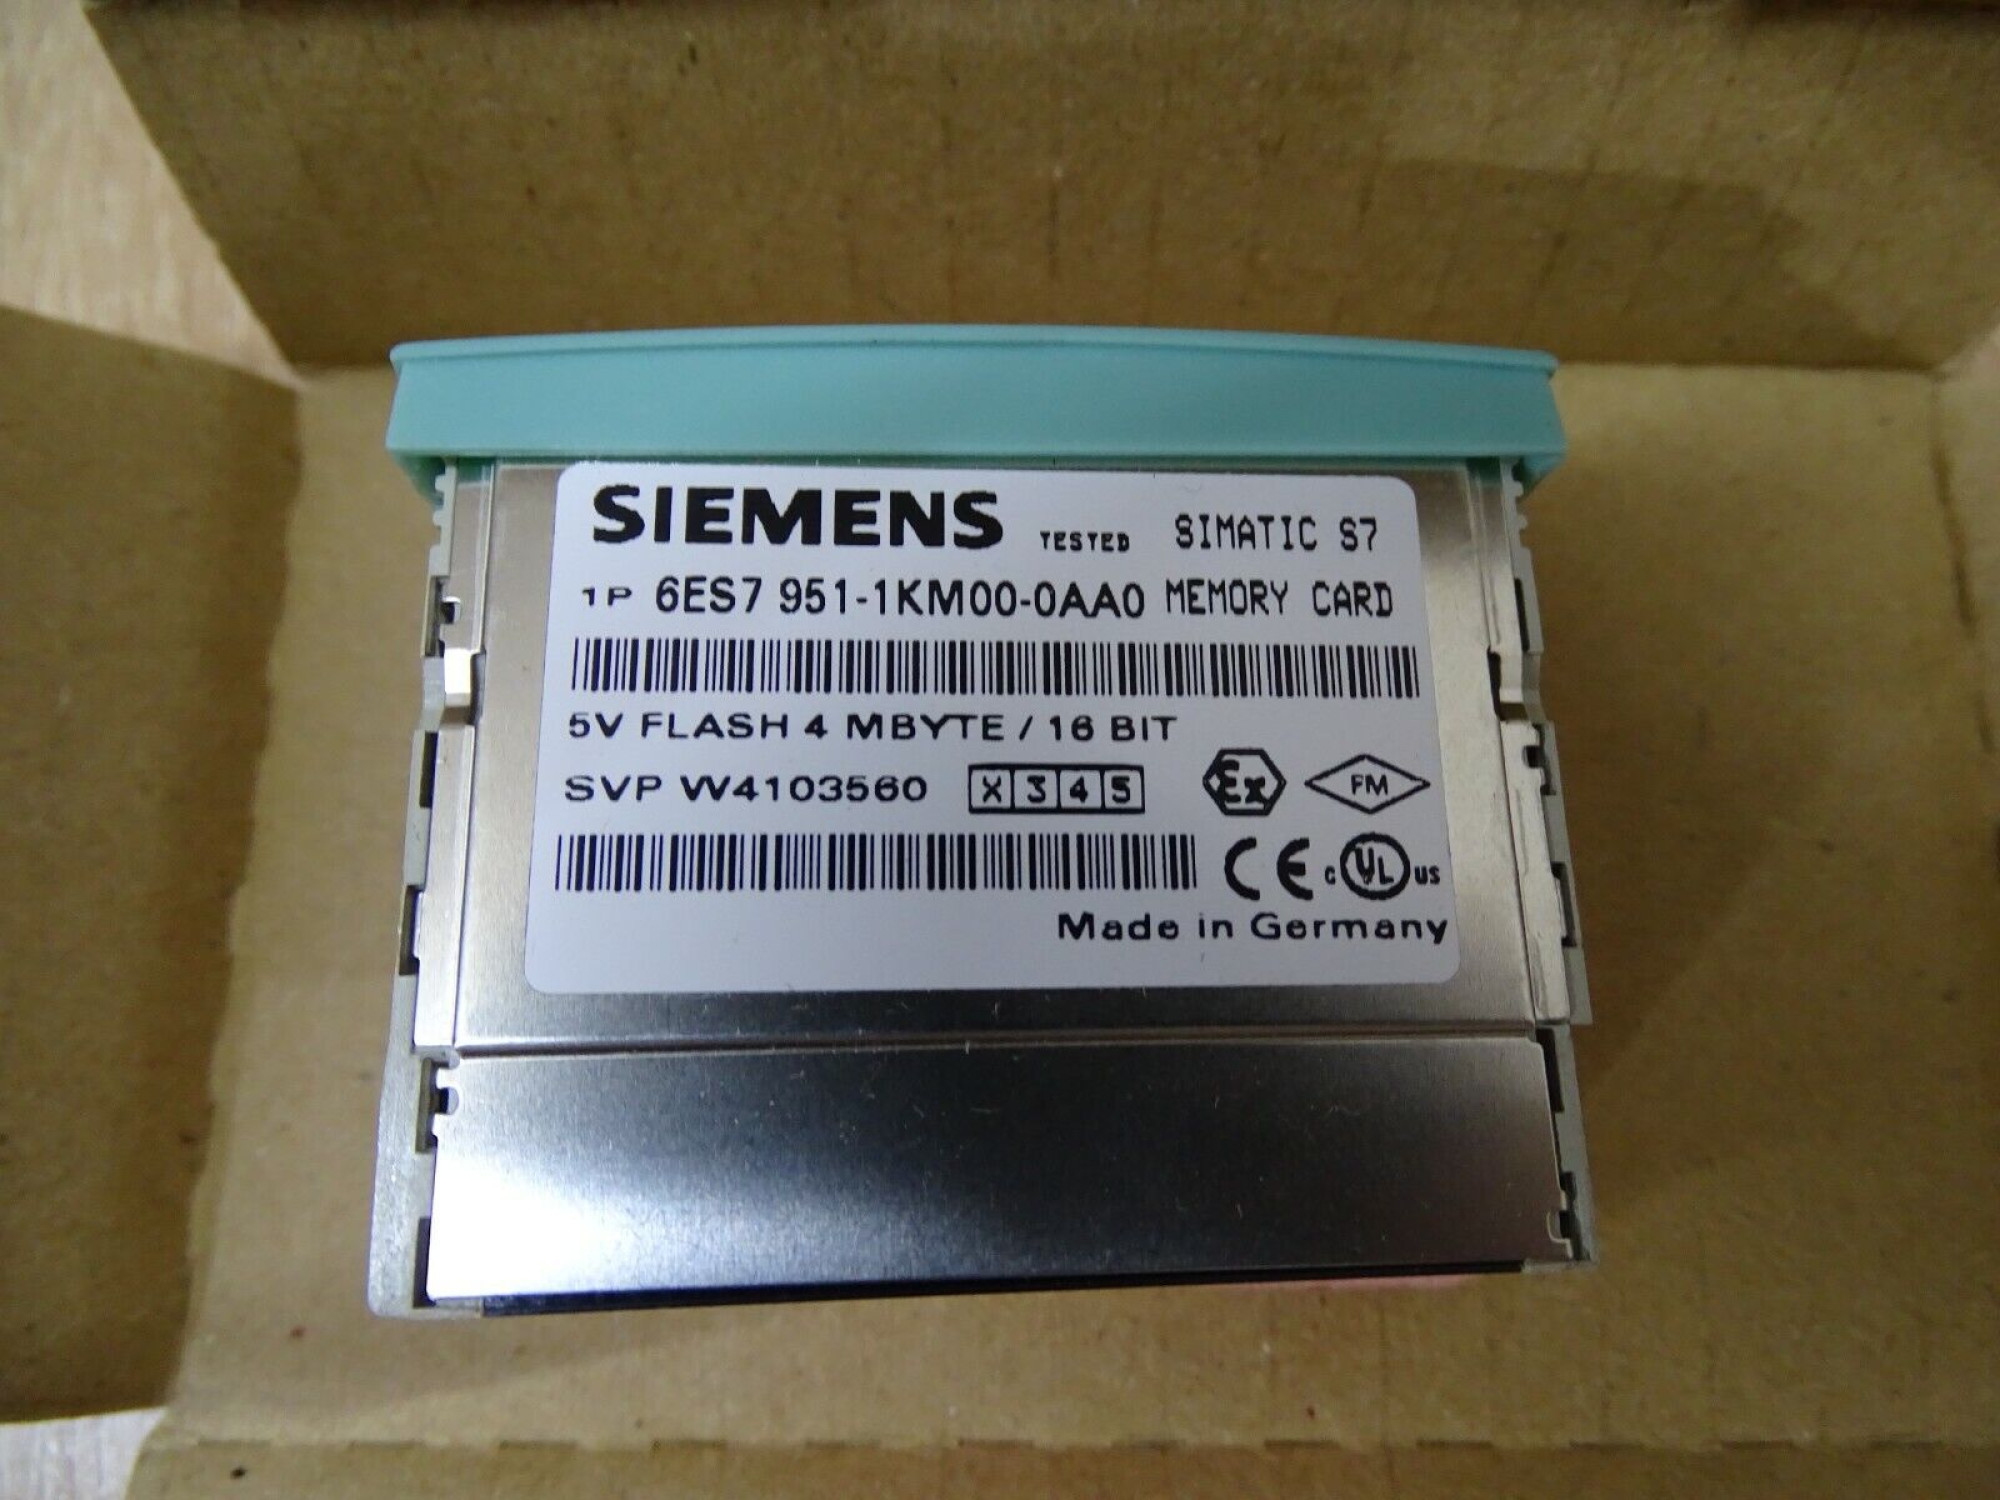 SIEMENS TESTED SIMATIC S7
1P 6ES7 951-1KM00-0AA0 MEMORY CARD
5V FLASH 4 MBYTE / 16 BIT
SVP VV4103560 X 3 4 5 Ex FM
CE c UL US
Made in Germany